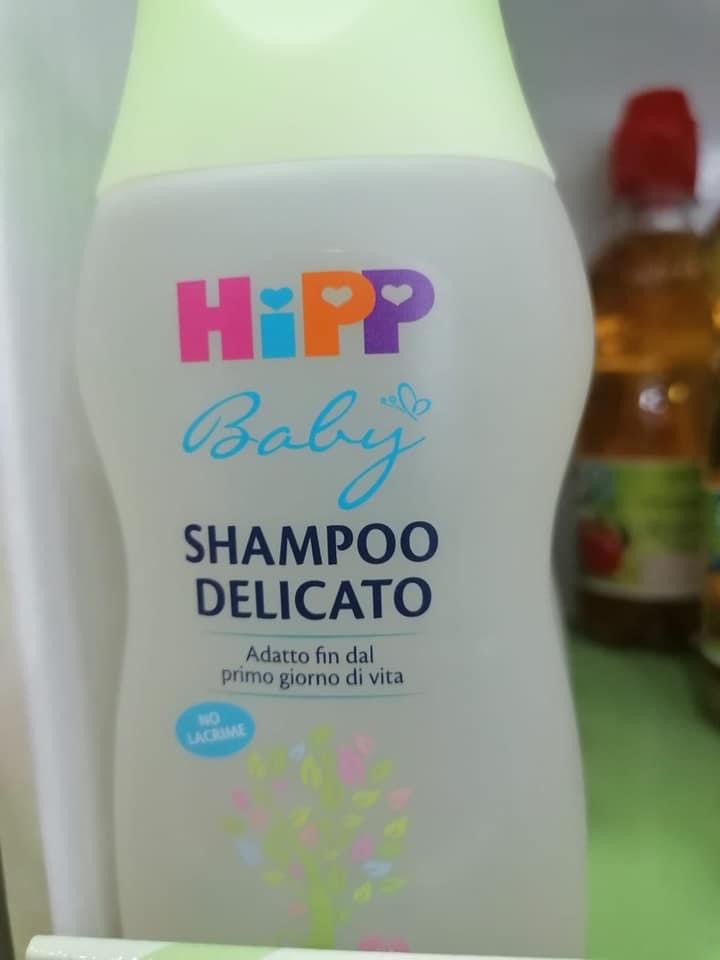 HiPP
Baby
SHAMPOO
DELICATO
Adatto fin dal
primo giorno di vita
NO
LACRIME